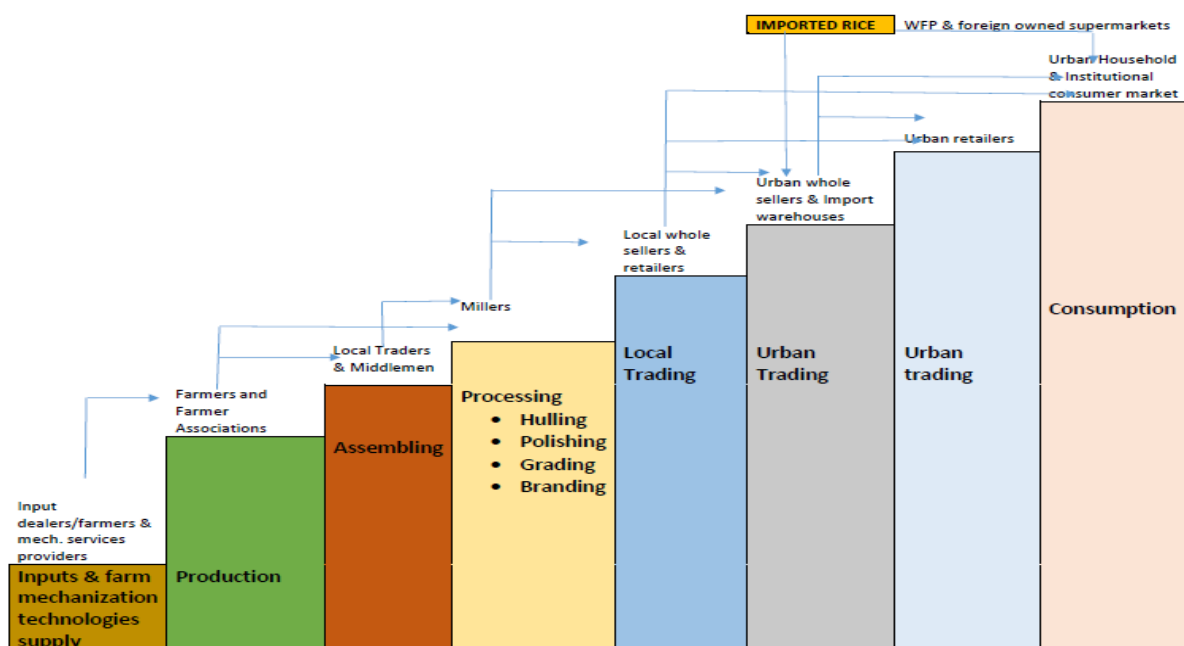 IMPORTED RICE
WFP & foreign owned supermarkets
Urban Household
& Institutional
consumer market
Urban retailers
Urban whole
sellers & Import
warehouses
Local whole
sellers &
retailers
Millers
Local Traders
& Middlemen
Farmers and
Farmer
Associations
Input
dealers/farmers &
mech. services
providers
Inputs & farm
mechanization
technologies
supply
Production
Assembling
Processing
• Hulling
• Polishing
• Grading
• Branding
Local
Trading
Urban
Trading
Urban
trading
Consumption